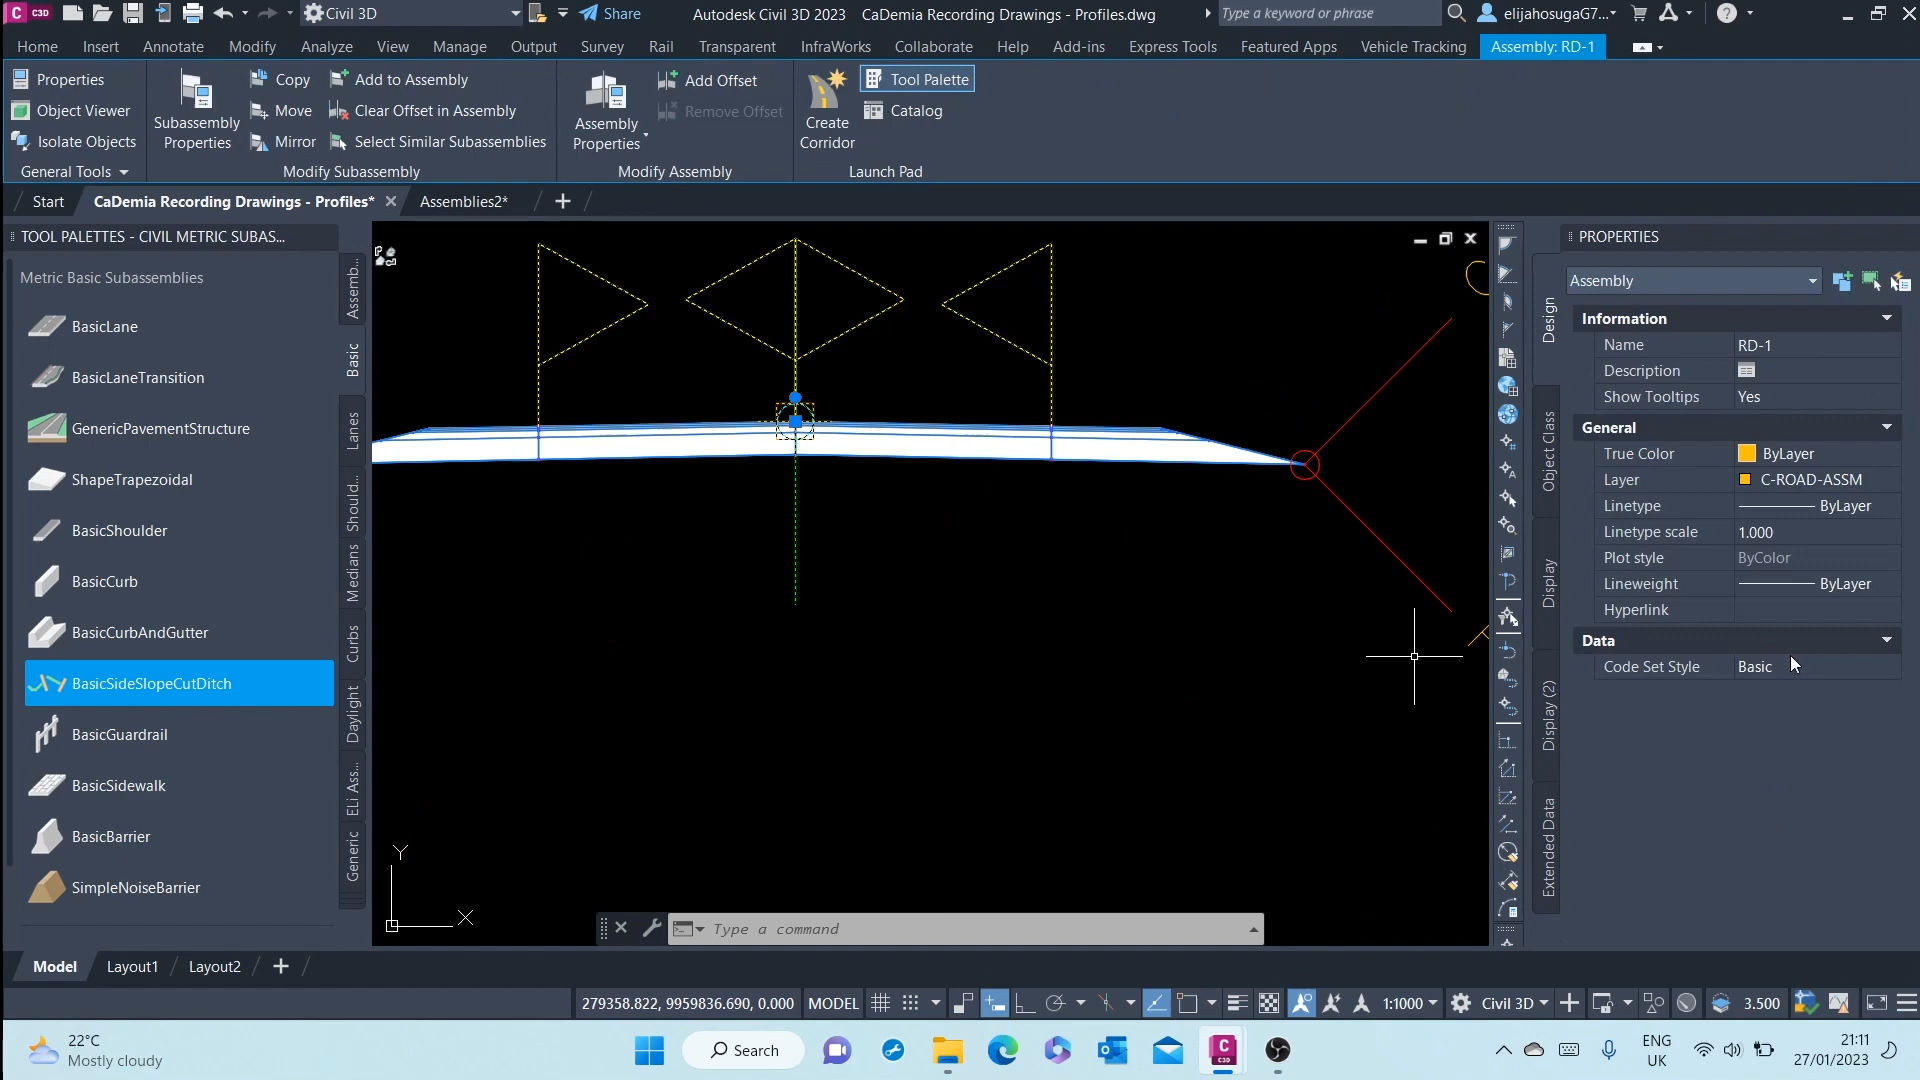 C C3D Civil 3D Share Autodesk Civil 3D 2023 CaDemia Recording Drawings - Profiles.dwg Type a keyword or phrase elijahosugaG7...
Home Insert Annotate Modify Analyze View Manage Output Survey Rail Transparent InfraWorks Collaborate Help Add-ins Express Tools Featured Apps Vehicle Tracking Assembly: RD-1
Properties
Object Viewer
Isolate Objects
General Tools
Subassembly
Properties
Copy
Move
Mirror
Add to Assembly
Clear Offset in Assembly
Select Similar Subassemblies
Modify Subassembly
Assembly
Properties
Add Offset
Remove Offset
Modify Assembly
Create
Corridor
Tool Palette
Catalog
Launch Pad
Start CaDemia Recording Drawings - Profiles* Assemblies2*
TOOL PALETTES - CIVIL METRIC SUBAS...
Metric Basic Subassemblies
BasicLane
BasicLaneTransition
GenericPavementStructure
ShapeTrapezoidal
BasicShoulder
BasicCurb
BasicCurbAndGutter
BasicSideSlopeCutDitch
BasicGuardrail
BasicSidewalk
BasicBarrier
SimpleNoiseBarrier
Assemb...
Basic
Lanes
Should...
Medians
Curbs
Daylight
ELi Ass...
Generic
Y
X
Type a command
PROPERTIES
Assembly
Information
Name RD-1
Description
Show Tooltips Yes
General
True Color ByLayer
Layer C-ROAD-ASSM
Linetype ByLayer
Linetype scale 1.000
Plot style ByColor
Lineweight ByLayer
Hyperlink
Data
Code Set Style Basic
Design
Object Class
Display
Display (2)
Extended Data
Model Layout1 Layout2
279358.822, 9959836.690, 0.000 MODEL 1:1000 Civil 3D 3.500
22°C
Mostly cloudy
Search
C C3D
ENG
UK
21:11
27/01/2023